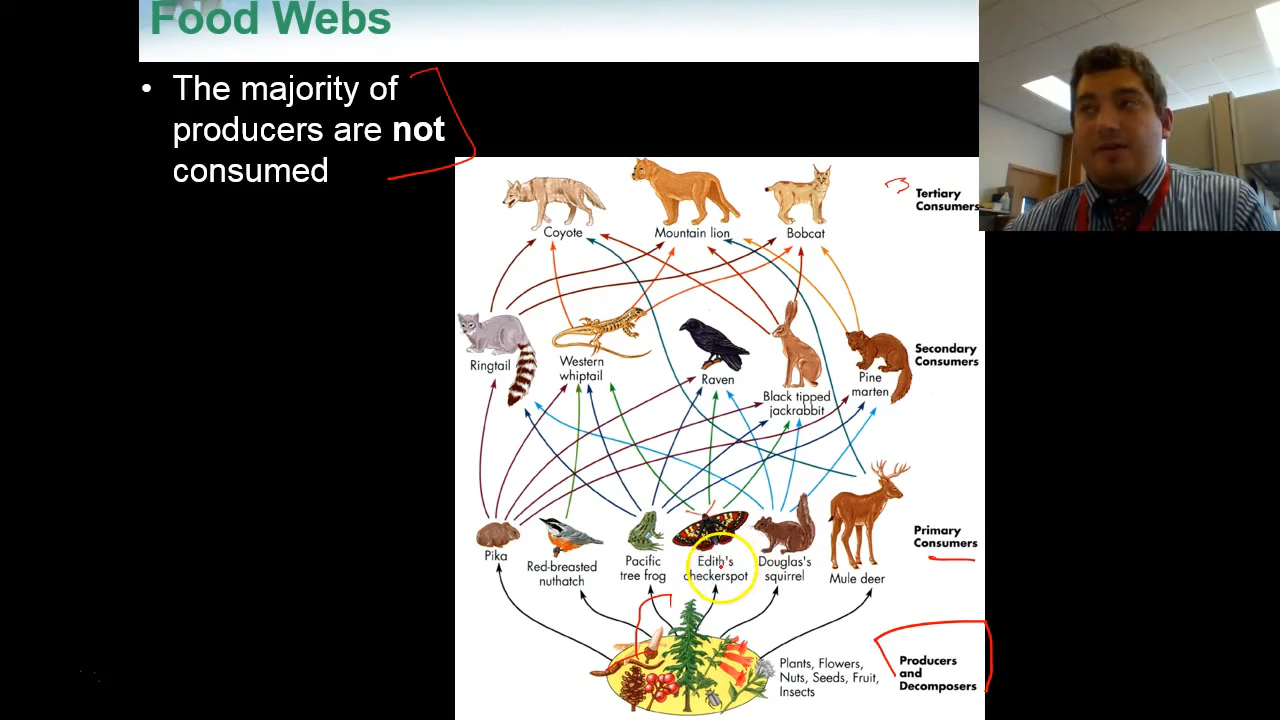 Food Webs
• The majority of
producers are not
consumed
Tertiary
Consumers
Coyote
Mountain lion
Bobcat
Secondary
Consumers
Ringtail
Western
whiptail
Raven
Black tipped
jackrabbit
Pine
marten
Primary
Consumers
Pika
Red-breasted
nuthatch
Pacific
tree frog
Edith's
checkerspot
Douglas's
squirrel
Mule deer
Plants, Flowers,
Nuts, Seeds, Fruit,
Insects
Producers
and
Decomposers